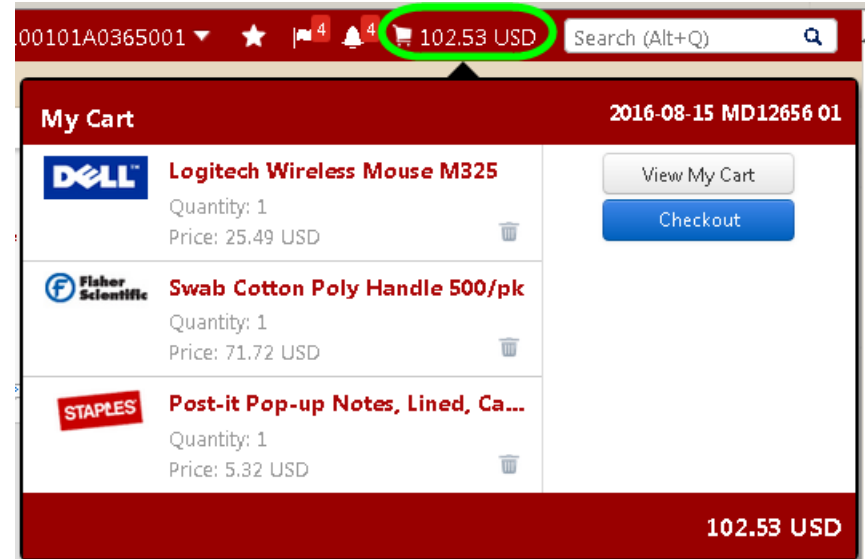 100101A0365001
4
4
102.53 USD
Search (Alt+Q)
My Cart
2016-08-15 MD12656 01
DELL
Logitech Wireless Mouse M325
Quantity: 1
Price: 25.49 USD
View My Cart
Checkout
Fisher
Scientific
Swab Cotton Poly Handle 500/pk
Quantity: 1
Price: 71.72 USD
STAPLES
Post-it Pop-up Notes, Lined, Ca...
Quantity: 1
Price: 5.32 USD
102.53 USD